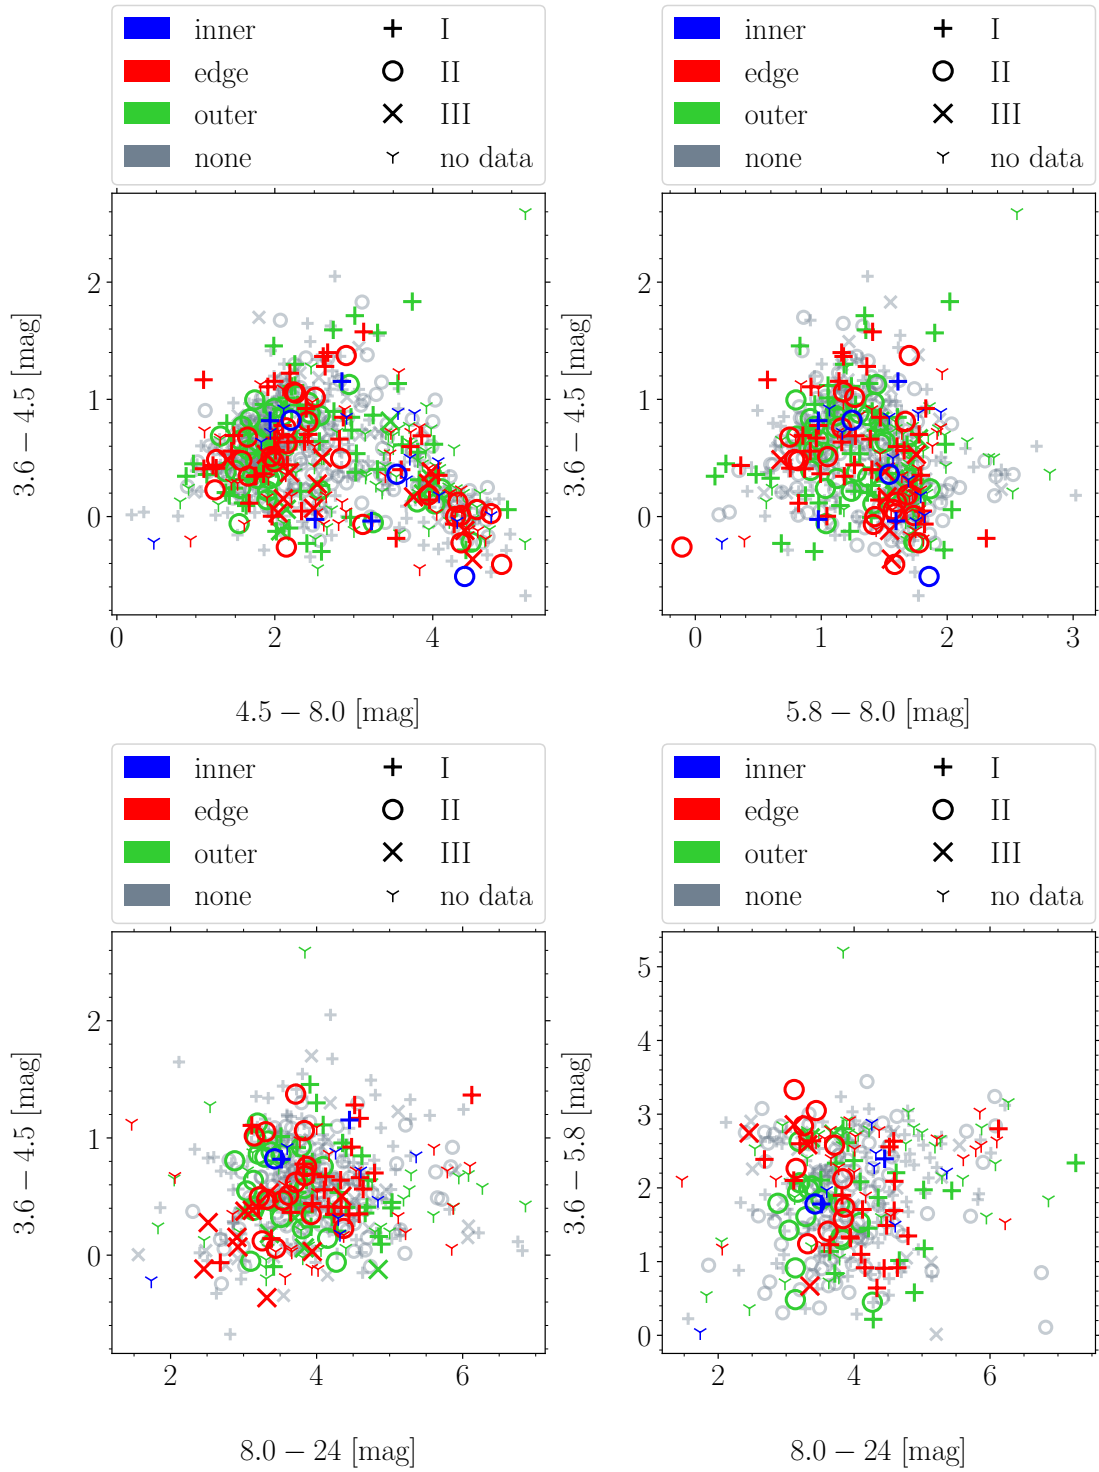 inner I inner I
edge II edge II
outer III outer III
none no data none no data
2 2
1 1
0 0
3.6 − 4.5 [mag] 3.6 − 4.5 [mag]
0 2 4 0 1 2 3
4.5 − 8.0 [mag] 5.8 − 8.0 [mag]
inner I inner I
edge II edge II
outer III outer III
none no data none no data
2 5
1 4
0 3
2
1
0
3.6 − 4.5 [mag] 3.6 − 5.8 [mag]
2 4 6 2 4 6
8.0 − 24 [mag] 8.0 − 24 [mag]